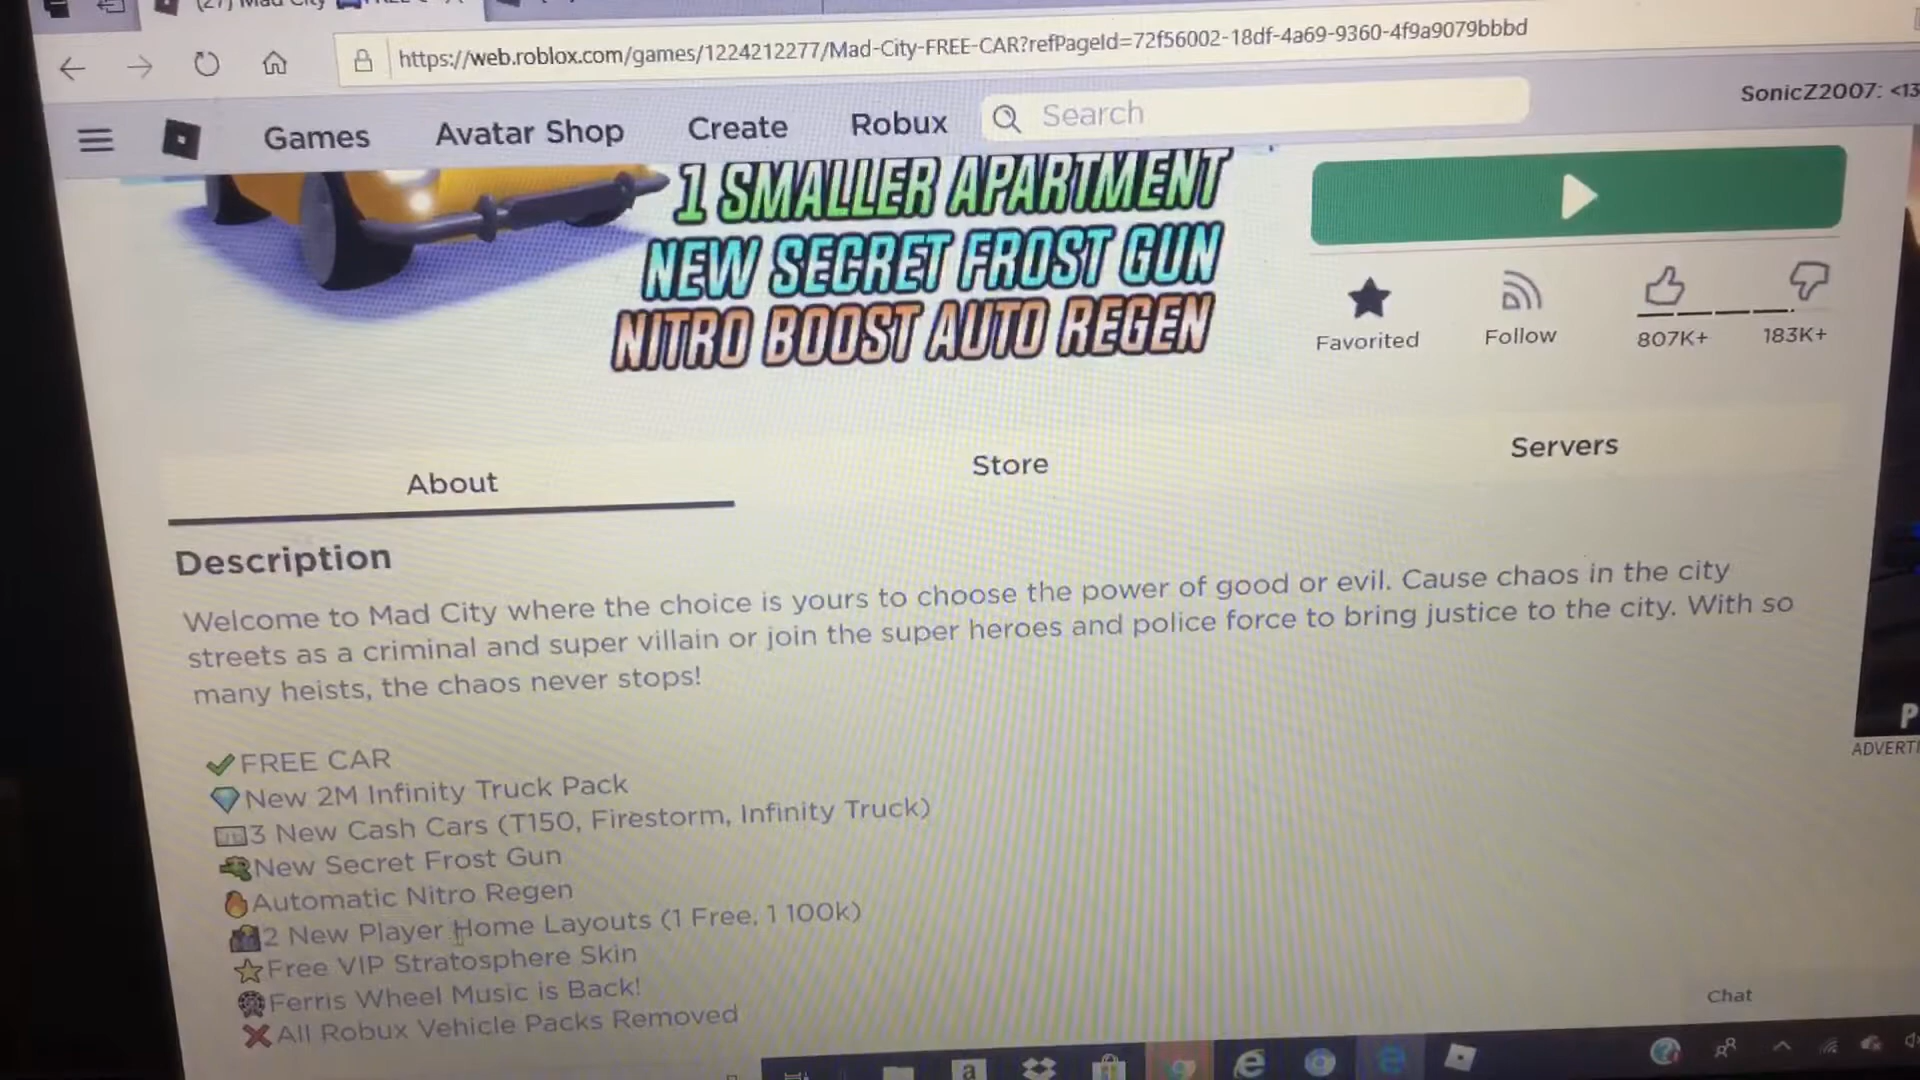 https://web.roblox.com/games/1224212277/Mad-City-FREE-CAR?refPageId=72f56002-18df-4a69-9360-4f9a9079bbbd
SonicZ2007: <13
Games Avatar Shop Create Robux Search
1 SMALLER APARTMENT
NEW SECRET FROST GUN
NITRO BOOST AUTO REGEN
Favorited Follow 807K+ 183K+
About Store Servers
Description
Welcome to Mad City where the choice is yours to choose the power of good or evil. Cause chaos in the city
streets as a criminal and super villain or join the super heroes and police force to bring justice to the city. With so
many heists, the chaos never stops!
ADVERTI
FREE CAR
New 2M Infinity Truck Pack
3 New Cash Cars (T150, Firestorm, Infinity Truck)
New Secret Frost Gun
Automatic Nitro Regen
2 New Player Home Layouts (1 Free, 1 100k)
Free VIP Stratosphere Skin
Ferris Wheel Music is Back!
All Robux Vehicle Packs Removed
Chat